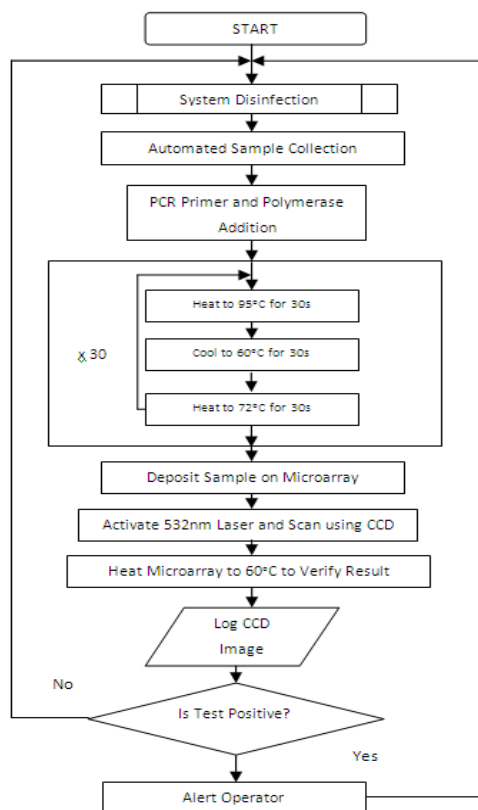 START
System Disinfection
Automated Sample Collection
PCR Primer and Polymerase
Addition
Heat to 95°C for 30s
x 30
Cool to 60°C for 30s
Heat to 72°C for 30s
Deposit Sample on Microarray
Activate 532nm Laser and Scan using CCD
Heat Microarray to 60°C to Verify Result
Log CCD
Image
No
Is Test Positive?
Yes
Alert Operator